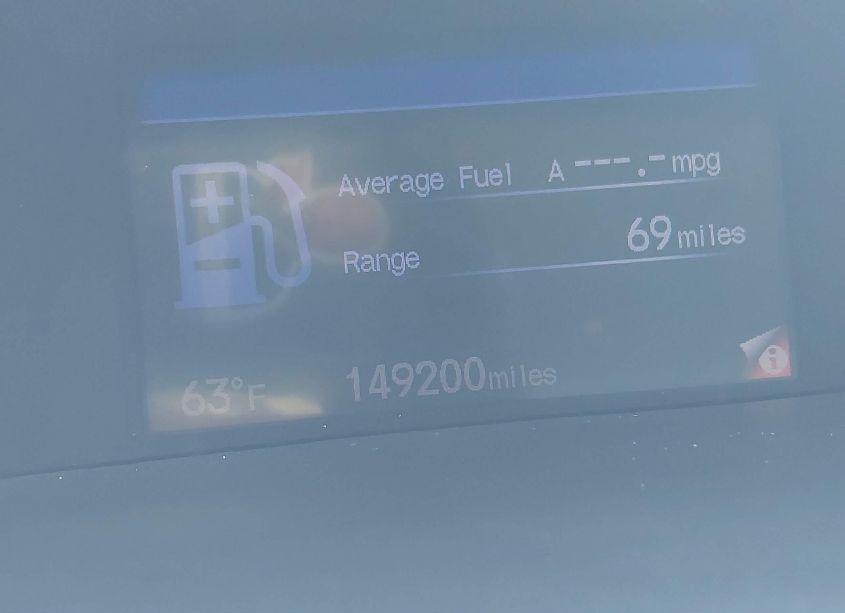 Average Fuel A ---.- mpg
Range 69 miles
63°F 149200 miles
i